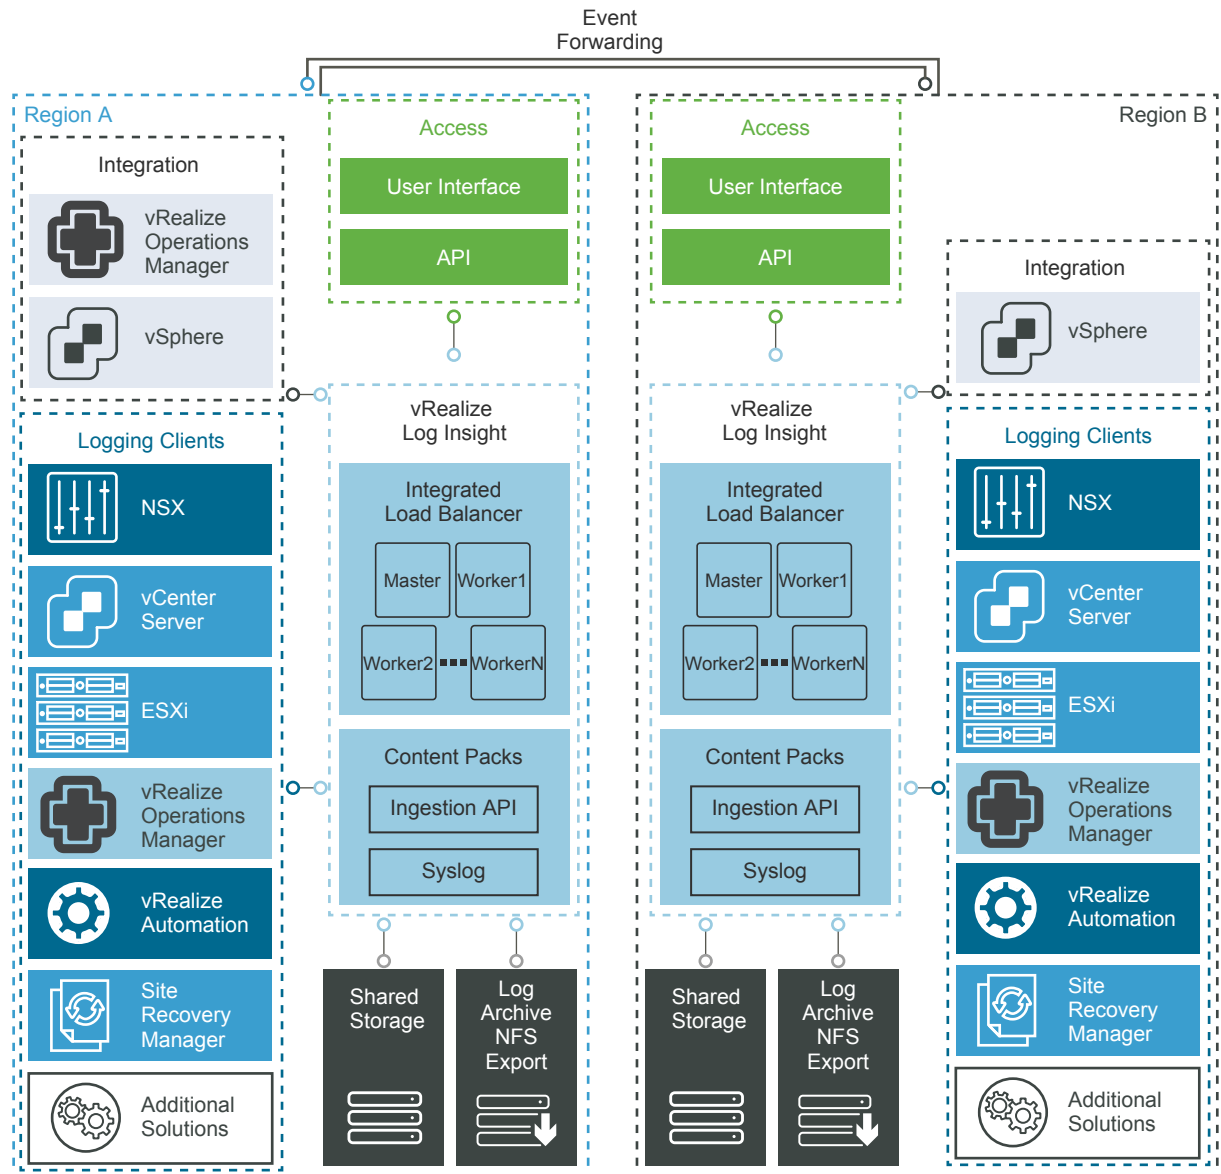 Event
Forwarding
Region A
Integration
vRealize
Operations
Manager
vSphere
Logging Clients
NSX
vCenter
Server
ESXi
vRealize
Operations
Manager
vRealize
Automation
Site
Recovery
Manager
Additional
Solutions
Access
User Interface
API
vRealize
Log Insight
Integrated
Load Balancer
Master
Worker1
Worker2
WorkerN
Content Packs
Ingestion API
Syslog
Shared
Storage
Log
Archive
NFS
Export
Region B
Access
User Interface
API
vRealize
Log Insight
Integrated
Load Balancer
Master
Worker1
Worker2
WorkerN
Content Packs
Ingestion API
Syslog
Shared
Storage
Log
Archive
NFS
Export
Integration
vSphere
Logging Clients
NSX
vCenter
Server
ESXi
vRealize
Operations
Manager
vRealize
Automation
Site
Recovery
Manager
Additional
Solutions